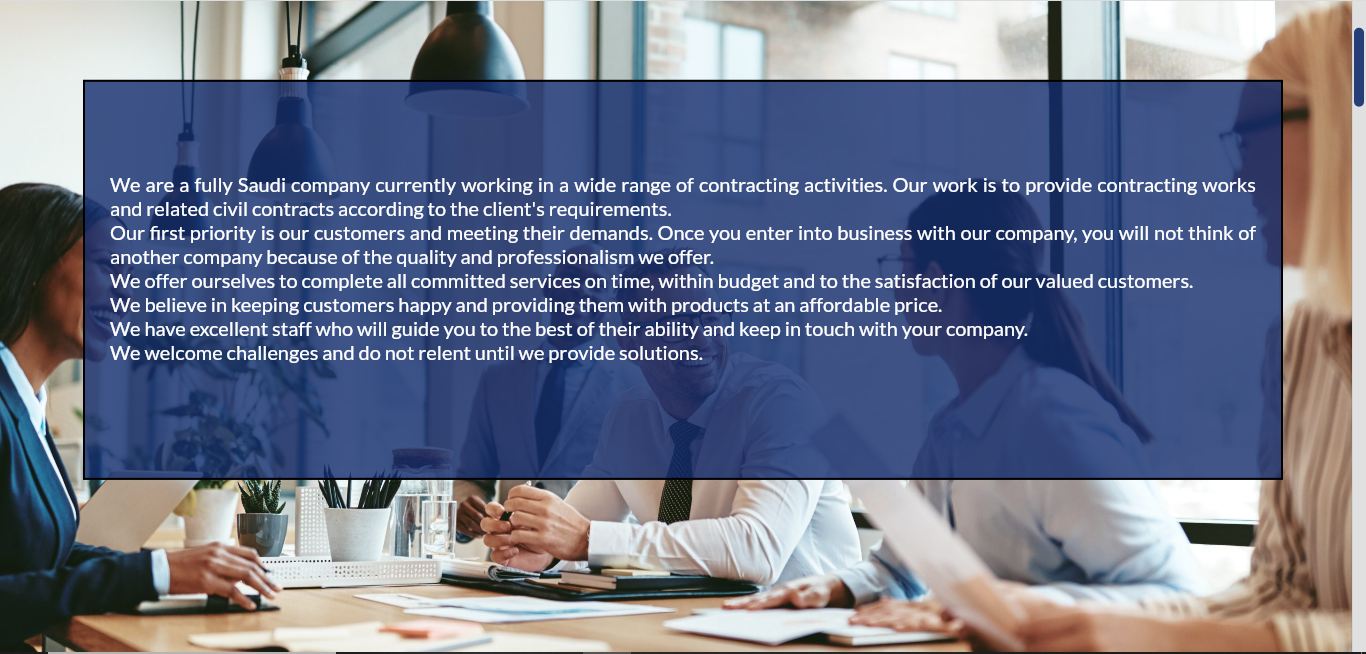 We are a fully Saudi company currently working in a wide range of contracting activities. Our work is to provide contracting works
and related civil contracts according to the client's requirements.
Our first priority is our customers and meeting their demands. Once you enter into business with our company, you will not think of
another company because of the quality and professionalism we offer.
We offer ourselves to complete all committed services on time, within budget and to the satisfaction of our valued customers.
We believe in keeping customers happy and providing them with products at an affordable price.
We have excellent staff who will guide you to the best of their ability and keep in touch with your company.
We welcome challenges and do not relent until we provide solutions.